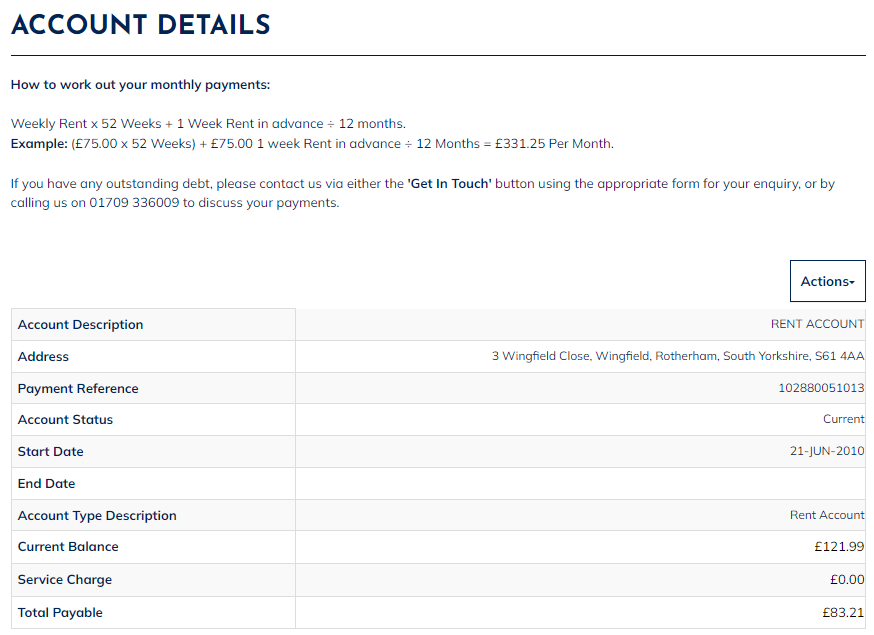 ACCOUNT DETAILS
How to work out your monthly payments:
Weekly Rent x 52 Weeks + 1 Week Rent in advance ÷ 12 months.
Example: (£75.00 x 52 Weeks) + £75.00 1 week Rent in advance ÷ 12 Months = £331.25 Per Month.
If you have any outstanding debt, please contact us via either the 'Get In Touch' button using the appropriate form for your enquiry, or by
calling us on 01709 336009 to discuss your payments.
Actions
Account Description RENT ACCOUNT
Address 3 Wingfield Close, Wingfield, Rotherham, South Yorkshire, S61 4AA
Payment Reference 102880051013
Account Status Current
Start Date 21-JUN-2010
End Date
Account Type Description Rent Account
Current Balance £121.99
Service Charge £0.00
Total Payable £83.21